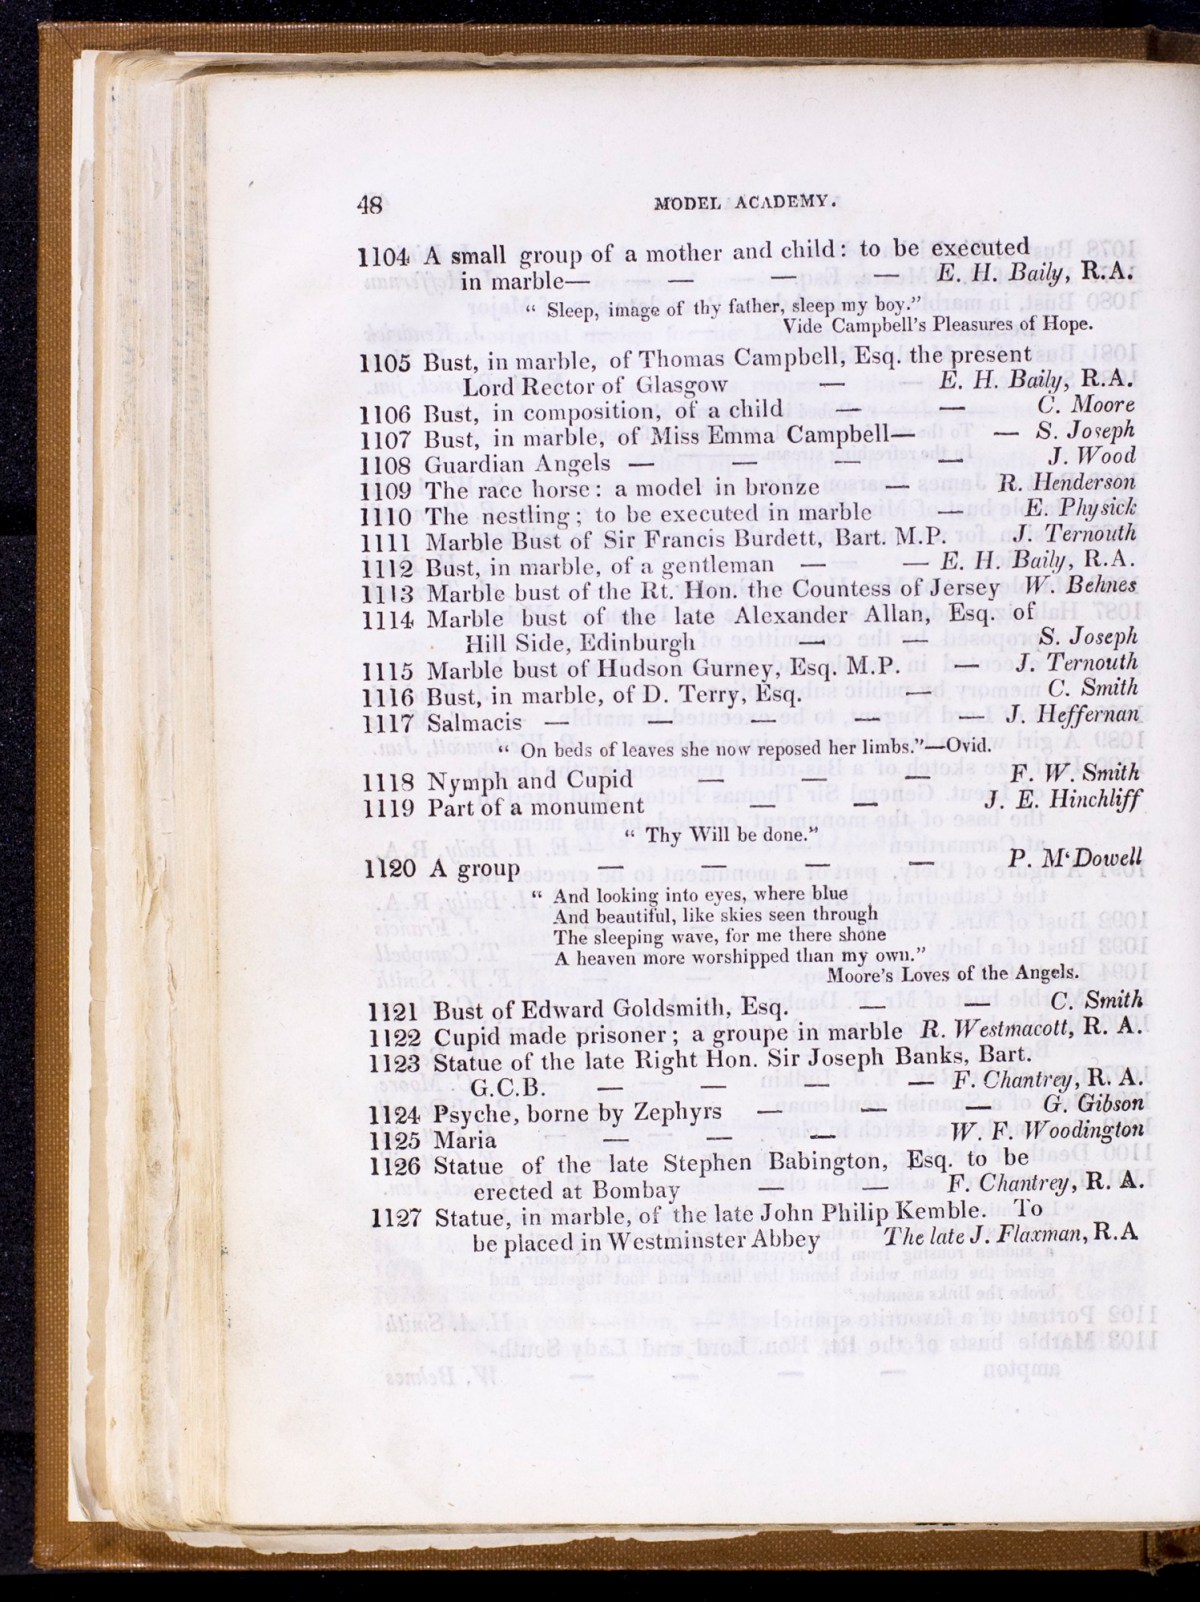 48 MODEL ACADEMY.
1104 A small group of a mother and child: to be executed
in marble— — — — E. H. Baily, R.A.
“ Sleep, image of thy father, sleep my boy.”
Vide Campbell's Pleasures of Hope.
1105 Bust, in marble, of Thomas Campbell, Esq. the present
Lord Rector of Glasgow — E. H. Baily, R.A.
1106 Bust, in composition, of a child — — C. Moore
1107 Bust, in marble, of Miss Emma Campbell— — S. Joseph
1108 Guardian Angels — — — — J. Wood
1109 The race horse: a model in bronze — R. Henderson
1110 The nestling; to be executed in marble — E. Physick
1111 Marble Bust of Sir Francis Burdett, Bart. M.P. J. Ternouth
1112 Bust, in marble, of a gentleman — — E. H. Baily, R.A.
1113 Marble bust of the Rt. Hon. the Countess of Jersey W. Behnes
1114 Marble bust of the late Alexander Allan, Esq. of
Hill Side, Edinburgh — — S. Joseph
1115 Marble bust of Hudson Gurney, Esq. M.P. — J. Ternouth
1116 Bust, in marble, of D. Terry, Esq. — C. Smith
1117 Salmacis — — — — — J. Heffernan
“ On beds of leaves she now reposed her limbs.”—Ovid.
1118 Nymph and Cupid — — — F. W. Smith
1119 Part of a monument — — J. E. Hinchliff
“ Thy Will be done.”
1120 A group — — — — P. M‘Dowell
“ And looking into eyes, where blue
And beautiful, like skies seen through
The sleeping wave, for me there shone
A heaven more worshipped than my own.”
Moore's Loves of the Angels.
1121 Bust of Edward Goldsmith, Esq. — — C. Smith
1122 Cupid made prisoner; a groupe in marble R. Westmacott, R. A.
1123 Statue of the late Right Hon. Sir Joseph Banks, Bart.
G.C.B. — — — — F. Chantrey, R. A.
1124 Psyche, borne by Zephyrs — — — G. Gibson
1125 Maria — — — W. F. Woodington
1126 Statue of the late Stephen Babington, Esq. to be
erected at Bombay — — F. Chantrey, R. A.
1127 Statue, in marble, of the late John Philip Kemble. To
be placed in Westminster Abbey The late J. Flaxman, R.A